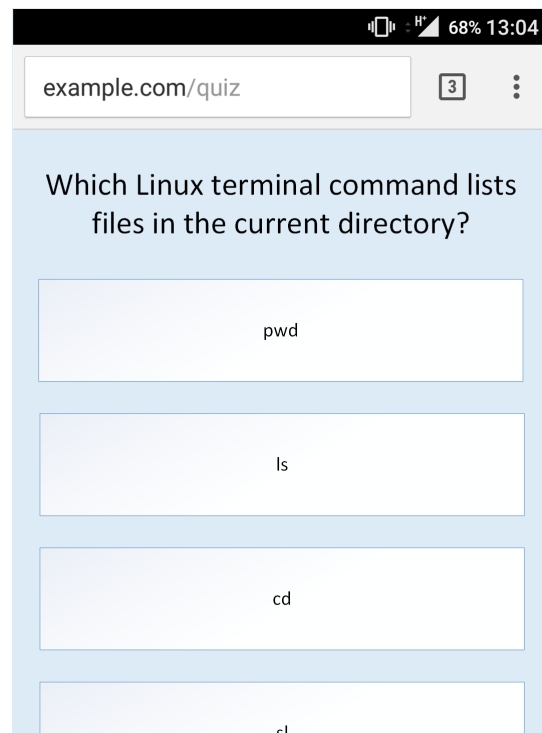 H+ 68% 13:04
example.com/quiz
3
Which Linux terminal command lists
files in the current directory?
pwd
ls
cd